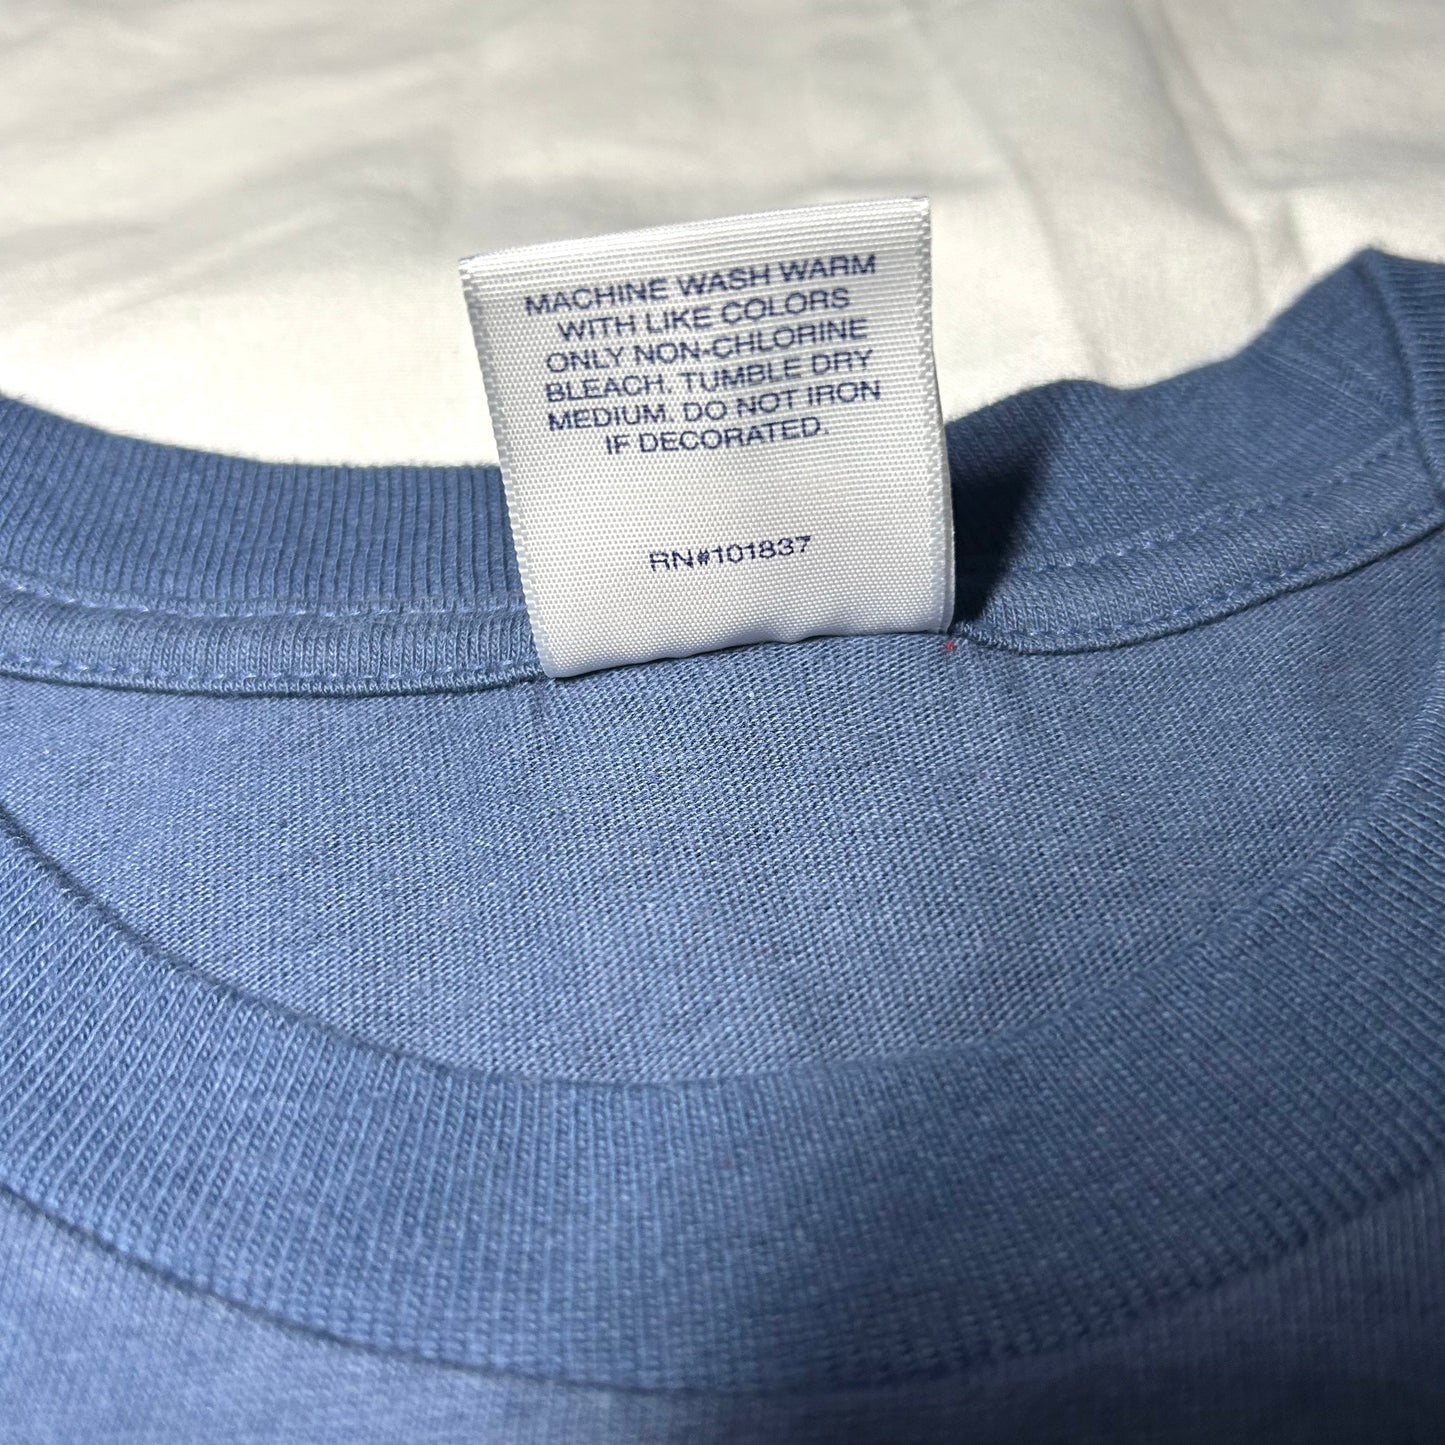 MACHINE WASH WARM
WITH LIKE COLORS
ONLY NON-CHLORINE
BLEACH. TUMBLE DRY
MEDIUM. DO NOT IRON
IF DECORATED.
RN#101837